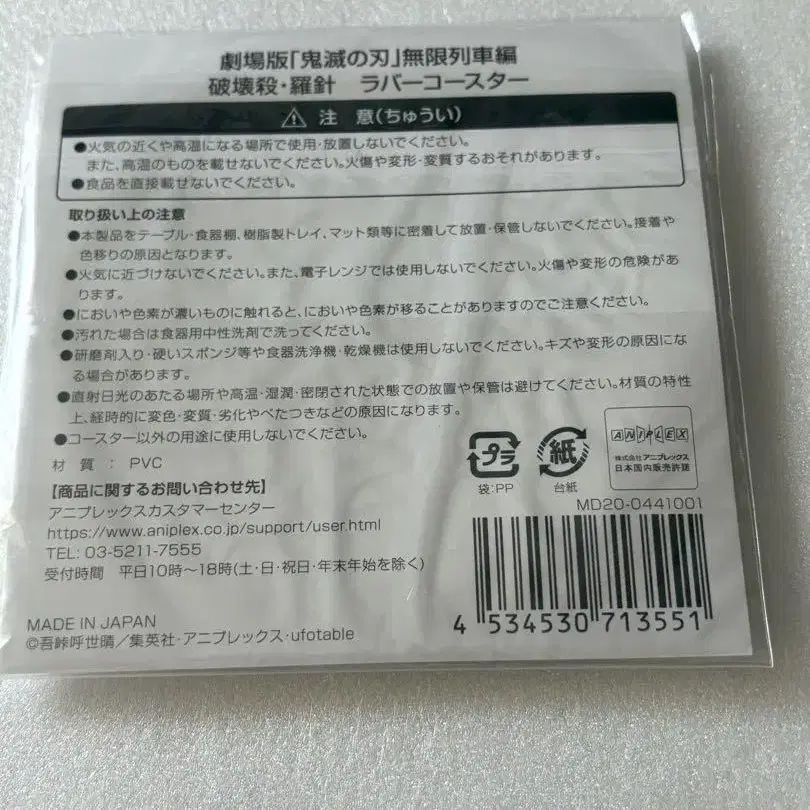 劇場版「鬼滅の刃」無限列車編
破壊殺・羅針　ラバーコースター
注 意(ちゅうい)
●火気の近くや高温になる場所で使用・放置しないでください。
また、高温のものを載せないでください。火傷や変形・変質するおそれがあります。
●食品を直接載せないでください。
取り扱い上の注意
●本製品をテーブル・食器棚、樹脂製トレイ、マット類等に密着して放置・保管しないでください。接着や
色移りの原因となります。
●火気に近づけないでください。また、電子レンジでは使用しないでください。火傷や変形の危険があ
ります。
●においや色素が濃いものに触れると、においや色素が移ることがありますのでご注意ください。
●汚れた場合は食器用中性洗剤で洗ってください。
●研磨剤入り・硬いスポンジ等や食器洗浄機・乾燥機は使用しないでください。キズや変形の原因にな
る場合があります。
●直射日光のあたる場所や高温・湿潤・密閉された状態での放置や保管は避けてください。材質の特性
上、経時的に変色・変質・劣化やべたつきなどの原因になります。
●コースター以外の用途に使用しないでください。
材 質 : PVC
【商品に関するお問い合わせ先】
アニプレックスカスタマーセンター
https://www.aniplex.co.jp/support/user.html
TEL: 03-5211-7555
受付時間　平日10時～18時(土・日・祝日・年末年始を除く)
MADE IN JAPAN
©吾峠呼世晴／集英社・アニプレックス・ufotable
プラ
袋:PP
紙
台紙
ANIPLEX
株式会社アニプレックス
日本国内販売許諾
MD20-0441001
4 534530 713551